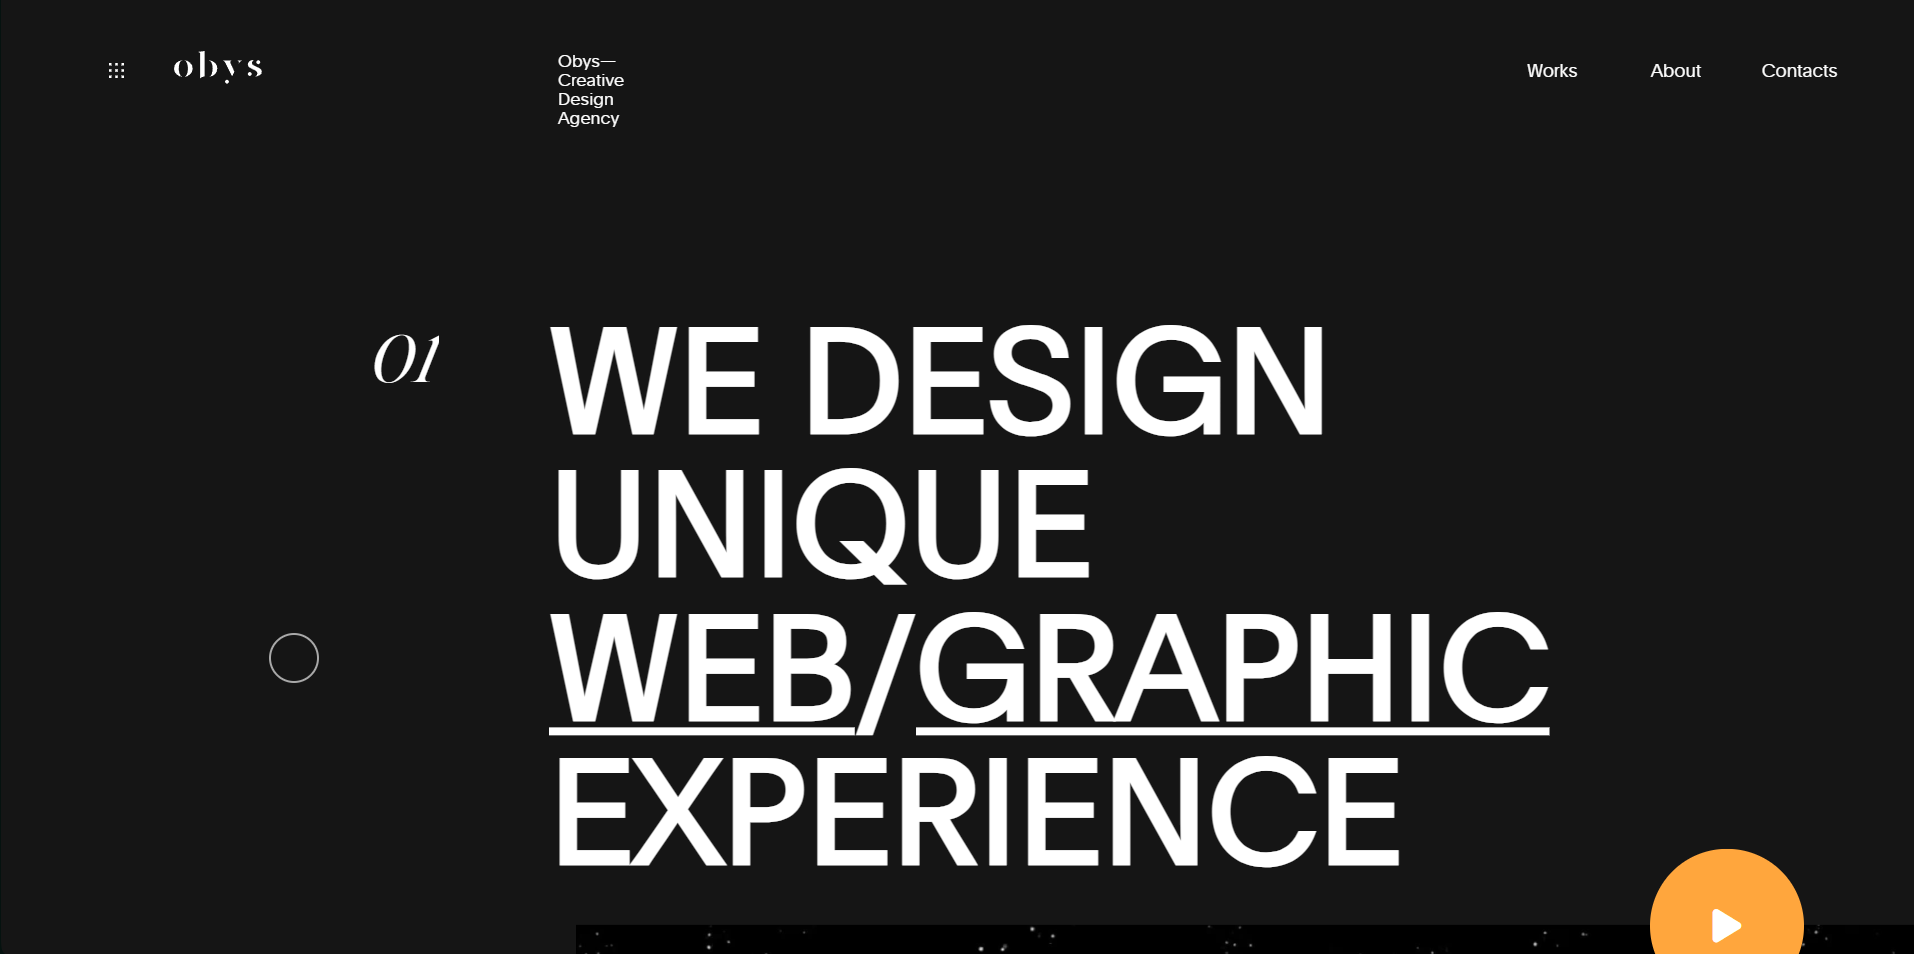 obys
Obys—
Creative
Design
Agency
Works
About
Contacts
01
WE DESIGN
UNIQUE
WEB/GRAPHIC
EXPERIENCE